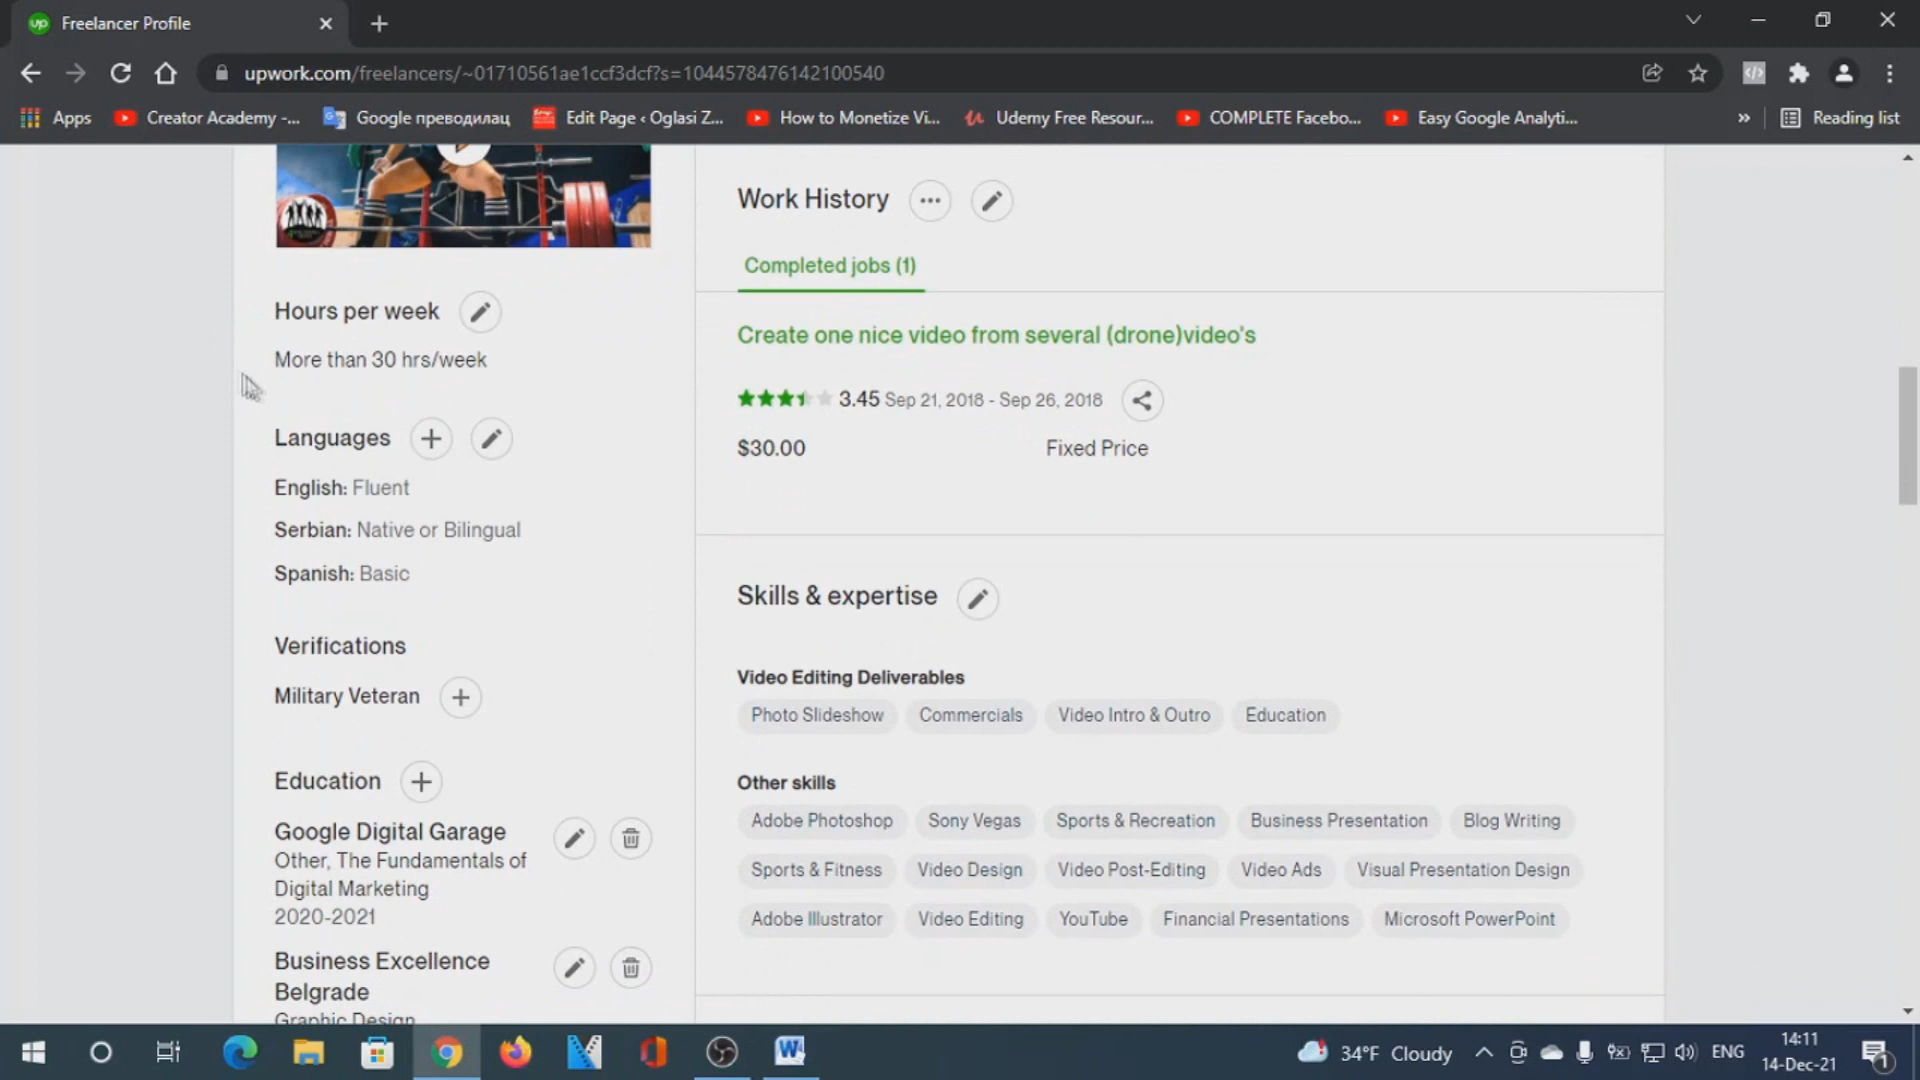 up Freelancer Profile
upwork.com/freelancers/~01710561ae1ccf3dcf?s=1044578476142100540
Apps Creator Academy -... Google преводилац Edit Page ‹ Oglasi Z... How to Monetize Vi... Udemy Free Resour... COMPLETE Facebo... Easy Google Analyti... » Reading list
Work History
Completed jobs (1)
Hours per week
More than 30 hrs/week
Languages
English: Fluent
Serbian: Native or Bilingual
Spanish: Basic
Verifications
Military Veteran
Education
Google Digital Garage
Other, The Fundamentals of
Digital Marketing
2020-2021
Business Excellence
Belgrade
Graphic Design
Create one nice video from several (drone)video's
3.45 Sep 21, 2018 - Sep 26, 2018
$30.00 Fixed Price
Skills & expertise
Video Editing Deliverables
Photo Slideshow Commercials Video Intro & Outro Education
Other skills
Adobe Photoshop Sony Vegas Sports & Recreation Business Presentation Blog Writing
Sports & Fitness Video Design Video Post-Editing Video Ads Visual Presentation Design
Adobe Illustrator Video Editing YouTube Financial Presentations Microsoft PowerPoint
34°F Cloudy ENG 14:11
14-Dec-21 1